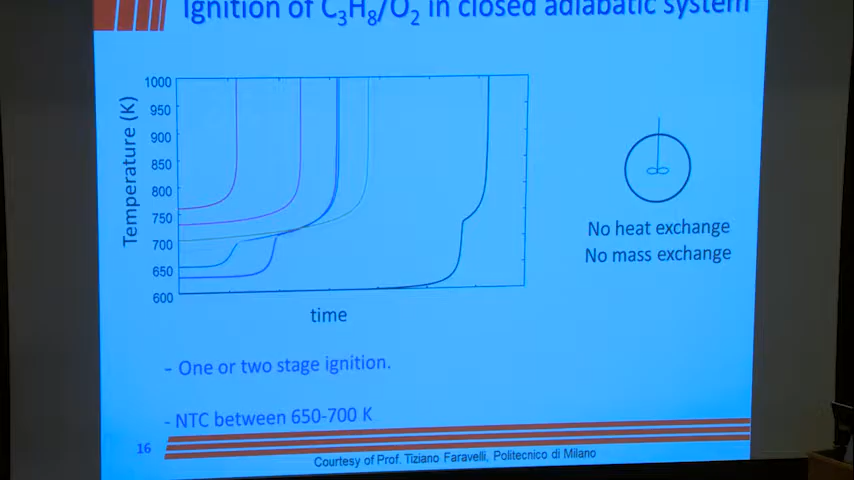 Ignition of C3H8/O2 in closed adiabatic system
Temperature (K)
1000
950
900
850
800
750
700
650
600
time
No heat exchange
No mass exchange
- One or two stage ignition.
- NTC between 650-700 K
16
Courtesy of Prof. Tiziano Faravelli, Politecnico di Milano